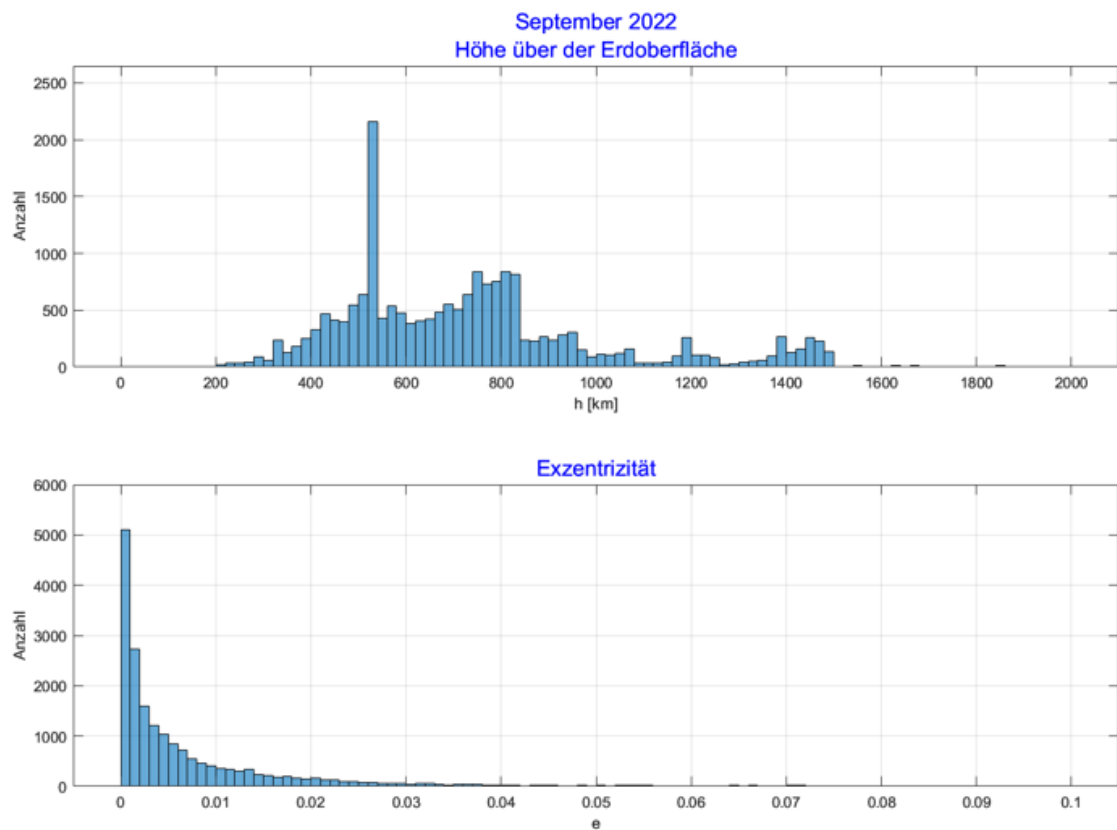 September 2022
Höhe über der Erdoberfläche
2500
2000
1500
1000
500
0
Anzahl
0 200 400 600 800 1000 1200 1400 1600 1800 2000
h [km]
Exzentrizität
6000
5000
4000
3000
2000
1000
0
Anzahl
0 0.01 0.02 0.03 0.04 0.05 0.06 0.07 0.08 0.09 0.1
e